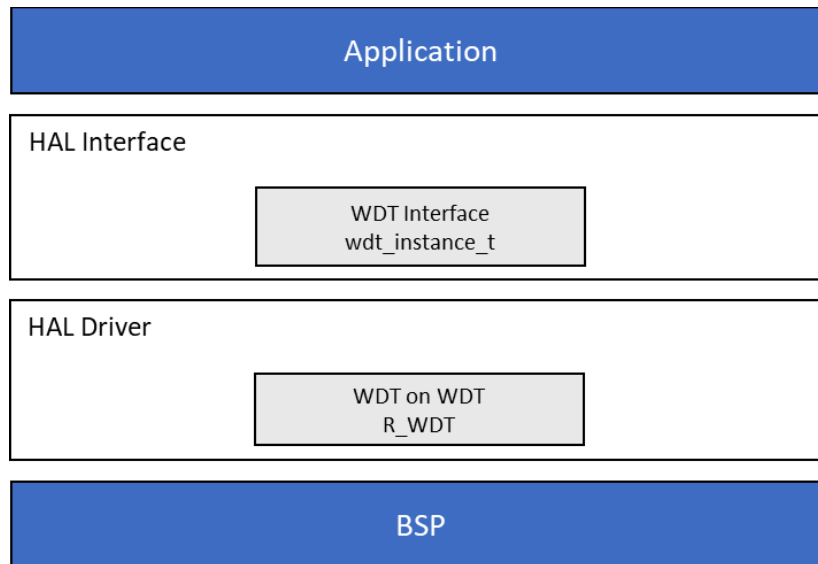 Application
HAL Interface
WDT Interface
wdt_instance_t
HAL Driver
WDT on WDT
R_WDT
BSP